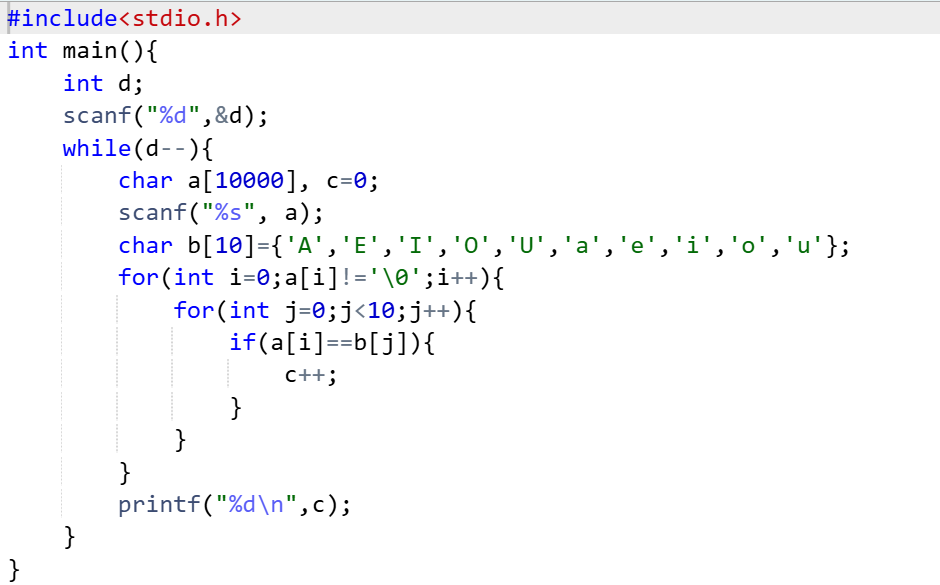 #include<stdio.h>
int main(){
    int d;
    scanf("%d",&d);
    while(d--){
        char a[10000], c=0;
        scanf("%s", a);
        char b[10]={'A','E','I','O','U','a','e','i','o','u'};
        for(int i=0;a[i]!='\0';i++){
            for(int j=0;j<10;j++){
                if(a[i]==b[j]){
                    c++;
                }
            }
        }
        printf("%d\n",c);
    }
}